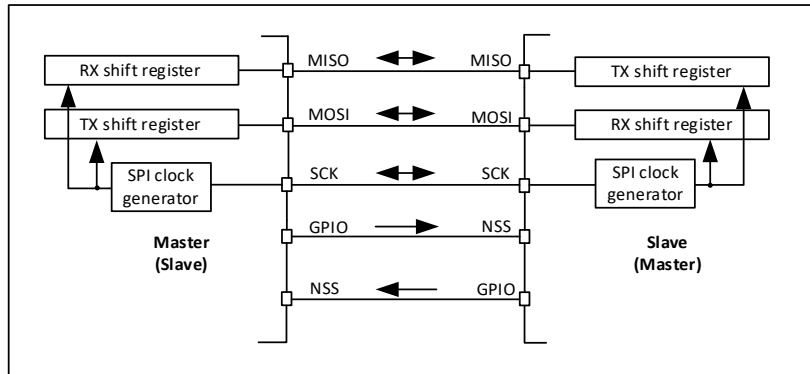 RX shift register
MISO
MISO
TX shift register
TX shift register
MOSI
MOSI
RX shift register
SPI clock
generator
SCK
SCK
SPI clock
generator
GPIO
NSS
Master
(Slave)
Slave
(Master)
NSS
GPIO